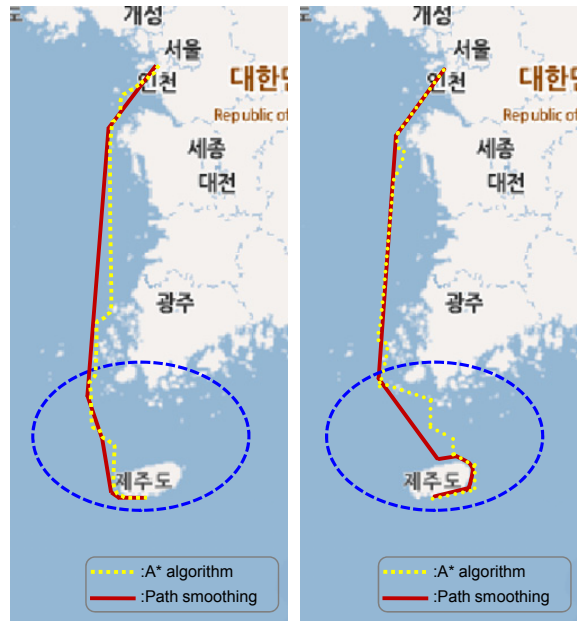 개성
서울
인천
대한민
Republic of
세종
대전
광주
제주도
:A* algorithm
:Path smoothing
개성
서울
인천
대한민
Republic of
세종
대전
광주
제주도
:A* algorithm
:Path smoothing